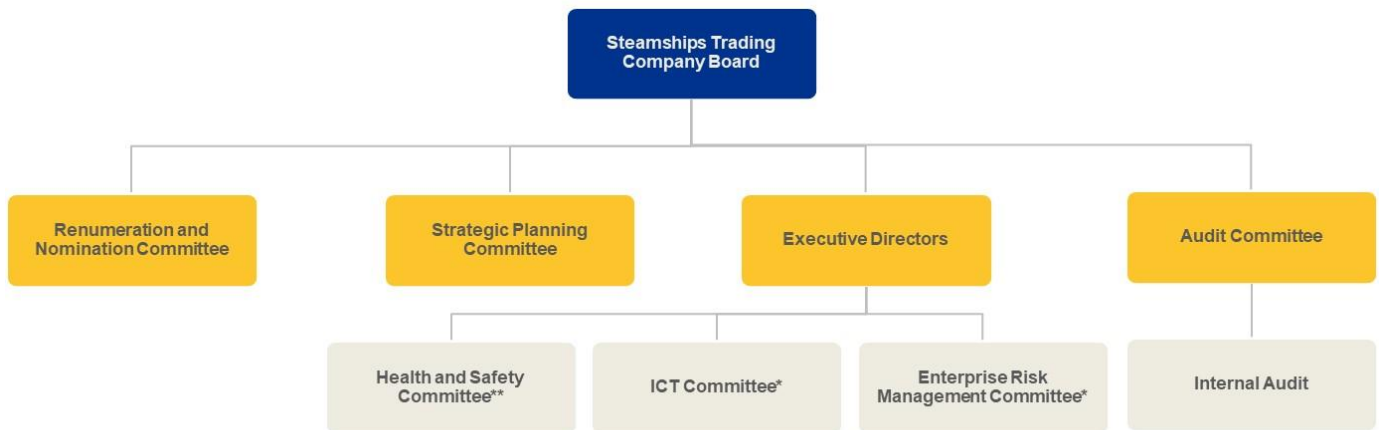 Steamships Trading
Company Board
Renumeration and
Nomination Committee
Strategic Planning
Committee
Executive Directors
Audit Committee
Health and Safety
Committee**
ICT Committee*
Enterprise Risk
Management Committee*
Internal Audit